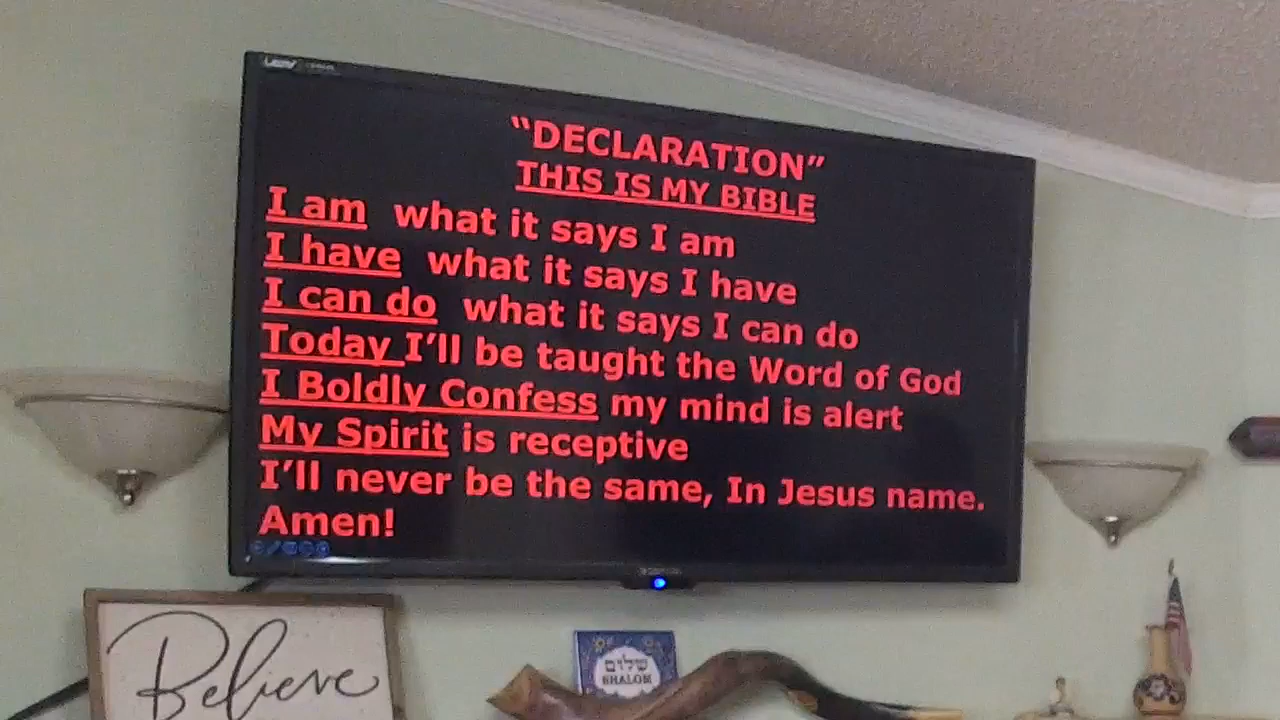 “DECLARATION”
THIS IS MY BIBLE
I am what it says I am
I have what it says I have
I can do what it says I can do
Today I’ll be taught the Word of God
I Boldly Confess my mind is alert
My Spirit is receptive
I’ll never be the same, In Jesus name.
Amen!
Believe
שלום
SHALOM